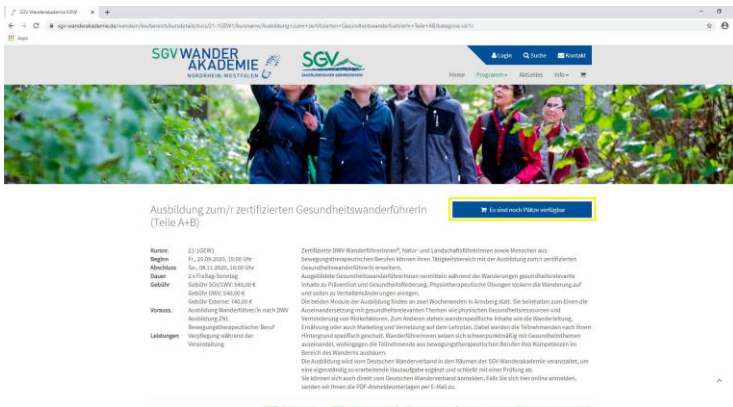 SGV Wanderakademie NRW
sgv-wanderakademie.de/wandern/kw/bereich/kursdetails/kurs/21-1GEW1/kursname/Ausbildung+zumr+zertifizierten+GesundheitswanderfuehrerIn+Teile+AB/kategorie-id/1/
Apps
SGV WANDER AKADEMIE
NORDRHEIN-WESTFALEN
SGV
SAUERLÄNDISCHER GEBIRGSVEREIN
Login Suche Kontakt
Home Programm Aktuelles Info
Ausbildung zum/r zertifizierten GesundheitswanderführerIn
(Teile A+B)
Es sind noch Plätze verfügbar
Kursnr. 21-1GEW1
Beginn Fr., 25.09.2020, 15:00 Uhr
Abschluss So., 08.11.2020, 16:00 Uhr
Dauer 2 x Freitag-Sonntag
Gebühr Gebühr SGV/LWV: 540,00 €
Gebühr DWV: 640,00 €
Gebühr Externe: 740,00 €
Vorauss. Ausbildung Wanderführer/in nach DWV
Ausbildung ZNL
Bewegungstherapeutischer Beruf
Leistungen Verpflegung während der
Veranstaltung
Zertifizierte DWV-WanderführerInnen®, Natur- und LandschaftsführerInnen sowie Menschen aus
bewegungstherapeutischen Berufen können ihren Tätigkeitsbereich mit der Ausbildung zum/r zertifizierten
GesundheitswanderführerIn erweitern.
Ausgebildete GesundheitswanderführerInnen vermitteln während der Wanderungen gesundheitsrelevante
Inhalte zu Prävention und Gesundheitsförderung. Physiotherapeutische Übungen lockern die Wanderung auf
und sollen zu Verhaltensänderungen anregen.
Die beiden Module der Ausbildung finden an zwei Wochenenden in Arnsberg statt. Sie beinhalten zum Einen die
Auseinandersetzung mit gesundheitsrelevanten Themen wie physischen Gesundheitsressourcen und
Verminderung von Risikofaktoren. Zum Anderen stehen wanderspezifische Inhalte wie die Wanderleitung,
Ernährung oder auch Marketing und Vernetzung auf dem Lehrplan. Dabei werden die Teilnehmenden nach ihrem
Hintergrund spezifisch geschult. WanderführerInnen setzen sich schwerpunktmäßig mit Gesundheitsthemen
auseinander, wohingegen die Teilnehmende aus bewegungstherapeutischen Berufen ihre Kompetenzen im
Bereich des Wanderns ausbauen.
Die Ausbildung wird vom Deutschen Wanderverband in den Räumen der SGV-Wanderakademie veranstaltet, um
eine eigenständig zu erarbeitende Hausaufgabe ergänzt und schließt mit einer Prüfung ab.
Sie können sich auch direkt vom Deutschen Wanderverband anmelden. Falls Sie sich hier online anmelden,
senden wir Ihnen die PDF-Anmeldeunterlagen per E-Mail zu.